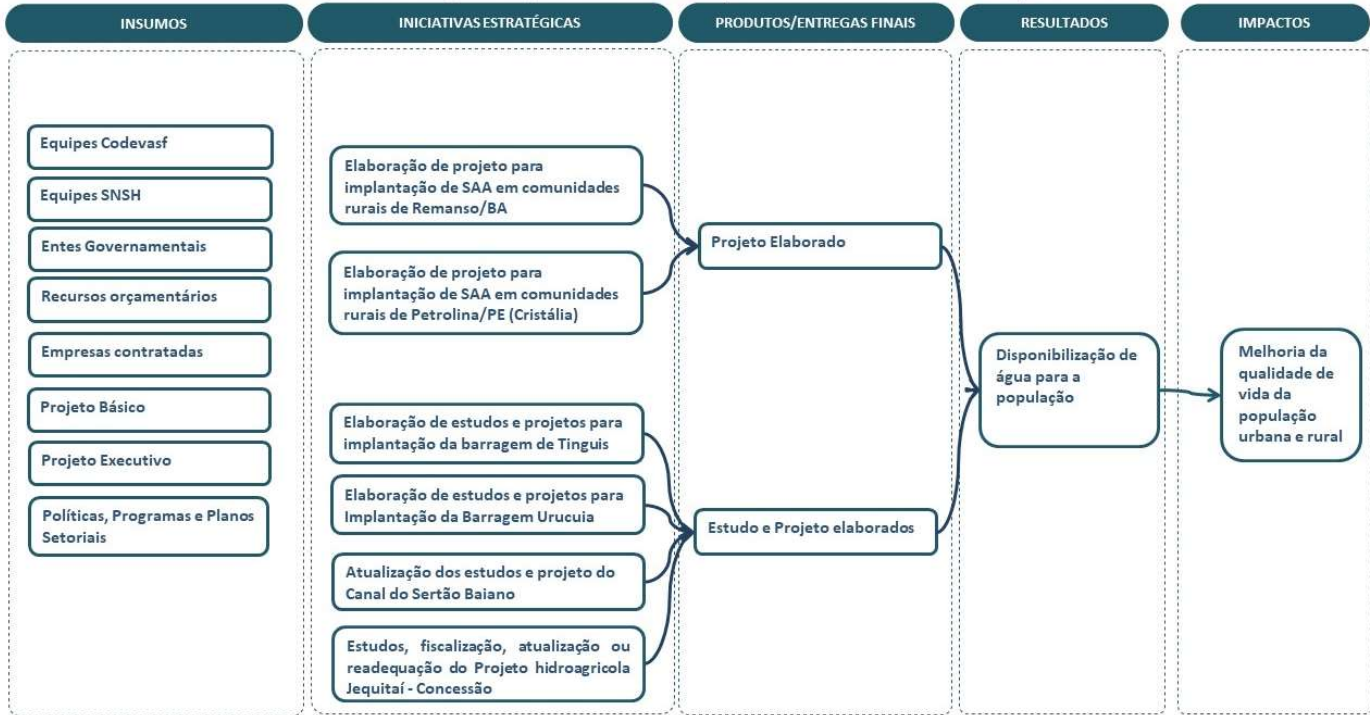 INSUMOS
INICIATIVAS ESTRATÉGICAS
PRODUTOS/ENTREGAS FINAIS
RESULTADOS
IMPACTOS
Equipes Codevasf
Equipes SNSH
Entes Governamentais
Recursos orçamentários
Empresas contratadas
Projeto Básico
Projeto Executivo
Políticas, Programas e Planos
Setoriais
Elaboração de projeto para
implantação de SAA em comunidades
rurais de Remanso/BA
Elaboração de projeto para
implantação de SAA em comunidades
rurais de Petrolina/PE (Cristália)
Elaboração de estudos e projetos para
implantação da barragem de Tinguis
Elaboração de estudos e projetos para
Implantação da Barragem Urucuia
Atualização dos estudos e projeto do
Canal do Sertão Baiano
Estudos, fiscalização, atualização ou
readequação do Projeto hidroagricola
Jequitaí - Concessão
Projeto Elaborado
Estudo e Projeto elaborados
Disponibilização de
água para a
população
Melhoria da
qualidade de
vida da
população
urbana e rural